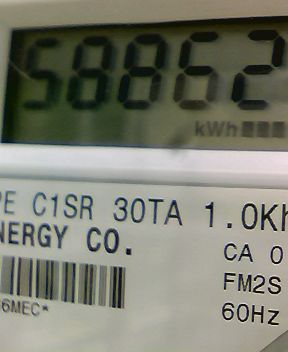 58862
kWh
PE C1SR 30TA 1.0Kh
NERGY CO.
CA 0
FM2S
6MEC*
60Hz